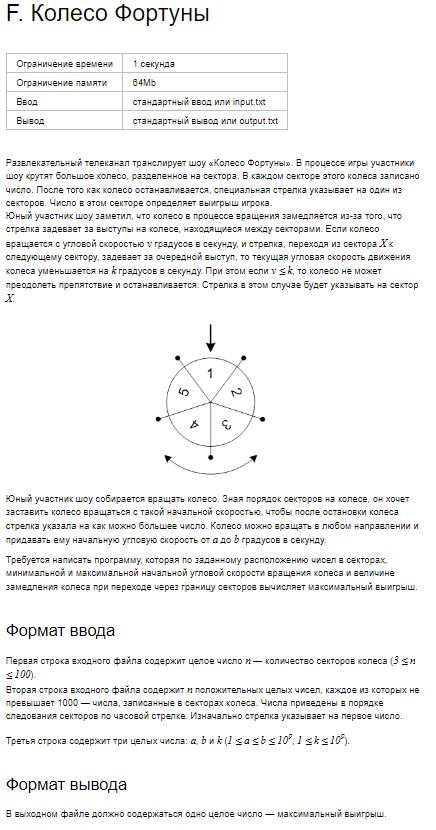 F. Колесо Фортуны
Ограничение времени 1 секунда
Ограничение памяти 64Mb
Ввод стандартный ввод или input.txt
Вывод стандартный вывод или output.txt
Развлекательный телеканал транслирует шоу «Колесо Фортуны». В процессе игры участники
шоу крутят большое колесо, разделенное на сектора. В каждом секторе этого колеса записано
число. После того как колесо останавливается, специальная стрелка указывает на один из
секторов. Число в этом секторе определяет выигрыш игрока.
Юный участник шоу заметил, что колесо в процессе вращения замедляется из-за того, что
стрелка задевает за выступы на колесе, находящиеся между секторами. Если колесо
вращается с угловой скоростью v градусов в секунду, и стрелка, переходя из сектора X к
следующему сектору, задевает за очередной выступ, то текущая угловая скорость движения
колеса уменьшается на k градусов в секунду. При этом если v ≤ k, то колесо не может
преодолеть препятствие и останавливается. Стрелка в этом случае будет указывать на сектор
X.
1
2
3
4
5
Юный участник шоу собирается вращать колесо. Зная порядок секторов на колесе, он хочет
заставить колесо вращаться с такой начальной скоростью, чтобы после остановки колеса
стрелка указала на как можно большее число. Колесо можно вращать в любом направлении и
придавать ему начальную угловую скорость от a до b градусов в секунду.
Требуется написать программу, которая по заданному расположению чисел в секторах,
минимальной и максимальной начальной угловой скорости вращения колеса и величине
замедления колеса при переходе через границу секторов вычисляет максимальный выигрыш.
Формат ввода
Первая строка входного файла содержит целое число n — количество секторов колеса (3 ≤ n
≤ 100).
Вторая строка входного файла содержит n положительных целых чисел, каждое из которых не
превышает 1000 — числа, записанные в секторах колеса. Числа приведены в порядке
следования секторов по часовой стрелке. Изначально стрелка указывает на первое число.
Третья строка содержит три целых числа: a, b и k (1 ≤ a ≤ b ≤ 10⁹, 1 ≤ k ≤ 10⁹).
Формат вывода
В выходном файле должно содержаться одно целое число — максимальный выигрыш.